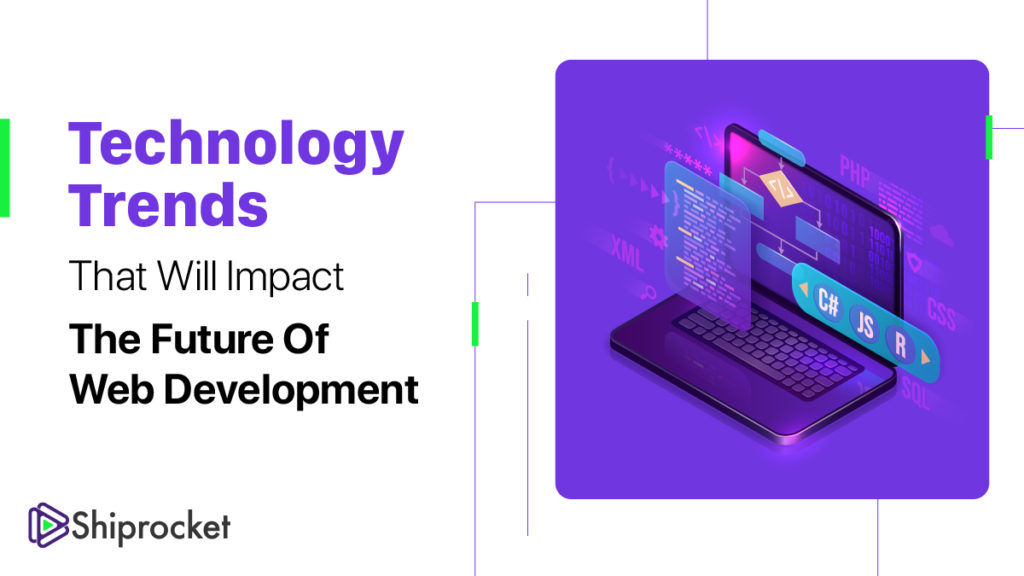 Technology
Trends
That Will Impact
The Future Of
Web Development
Shiprocket
</>
*****
PHP
</>
{
}
XML
C# JS R
CSS
SQL